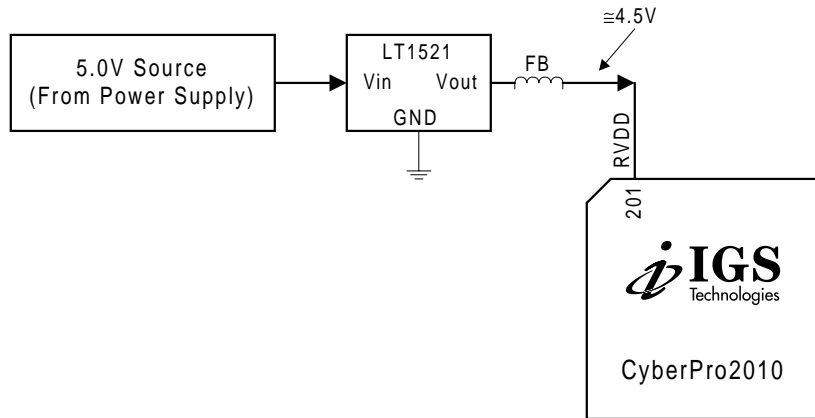 ≅4.5V
5.0V Source
(From Power Supply)
LT1521
Vin Vout
GND
FB
RVDD
201
i IGS
Technologies
CyberPro2010